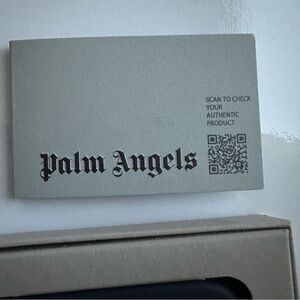 SCAN TO CHECK
YOUR
AUTHENTIC
PRODUCT
Palm Angels